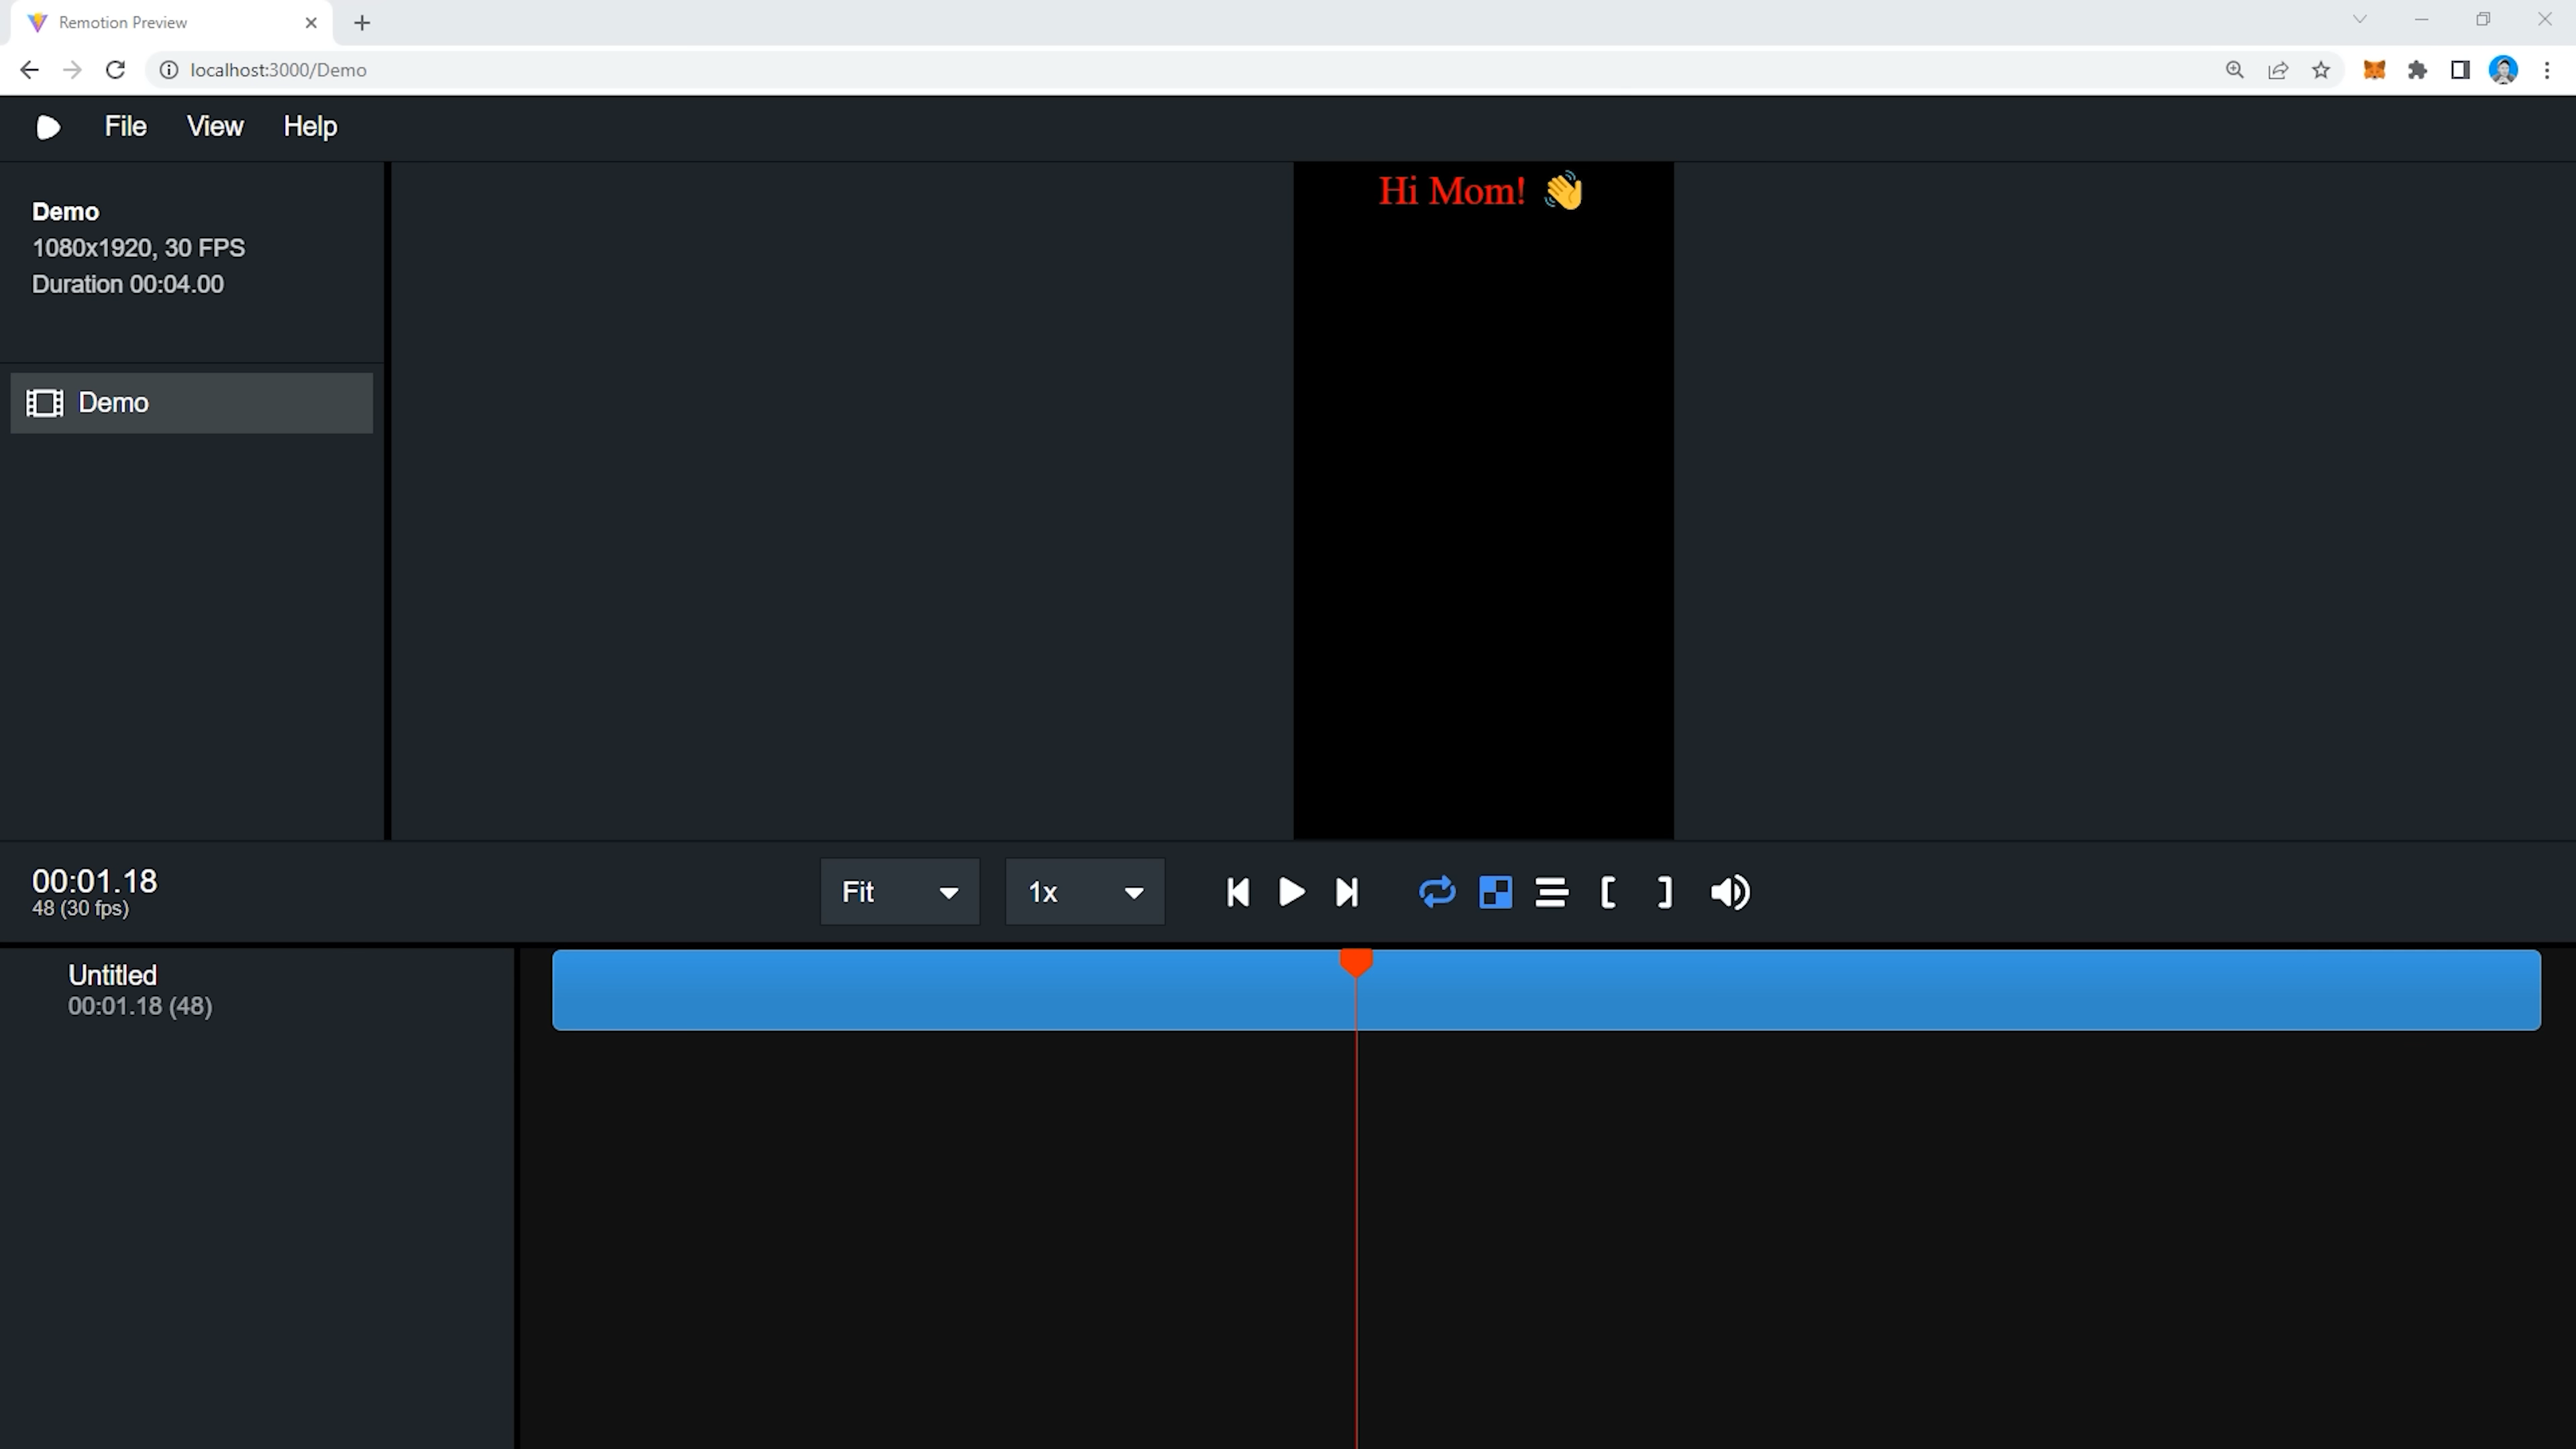 Remotion Preview
localhost:3000/Demo
File View Help
Hi Mom! 👋
Demo
1080x1920, 30 FPS
Duration 00:04.00
Demo
00:01.18
48 (30 fps)
Fit
1x
Untitled
00:01.18 (48)